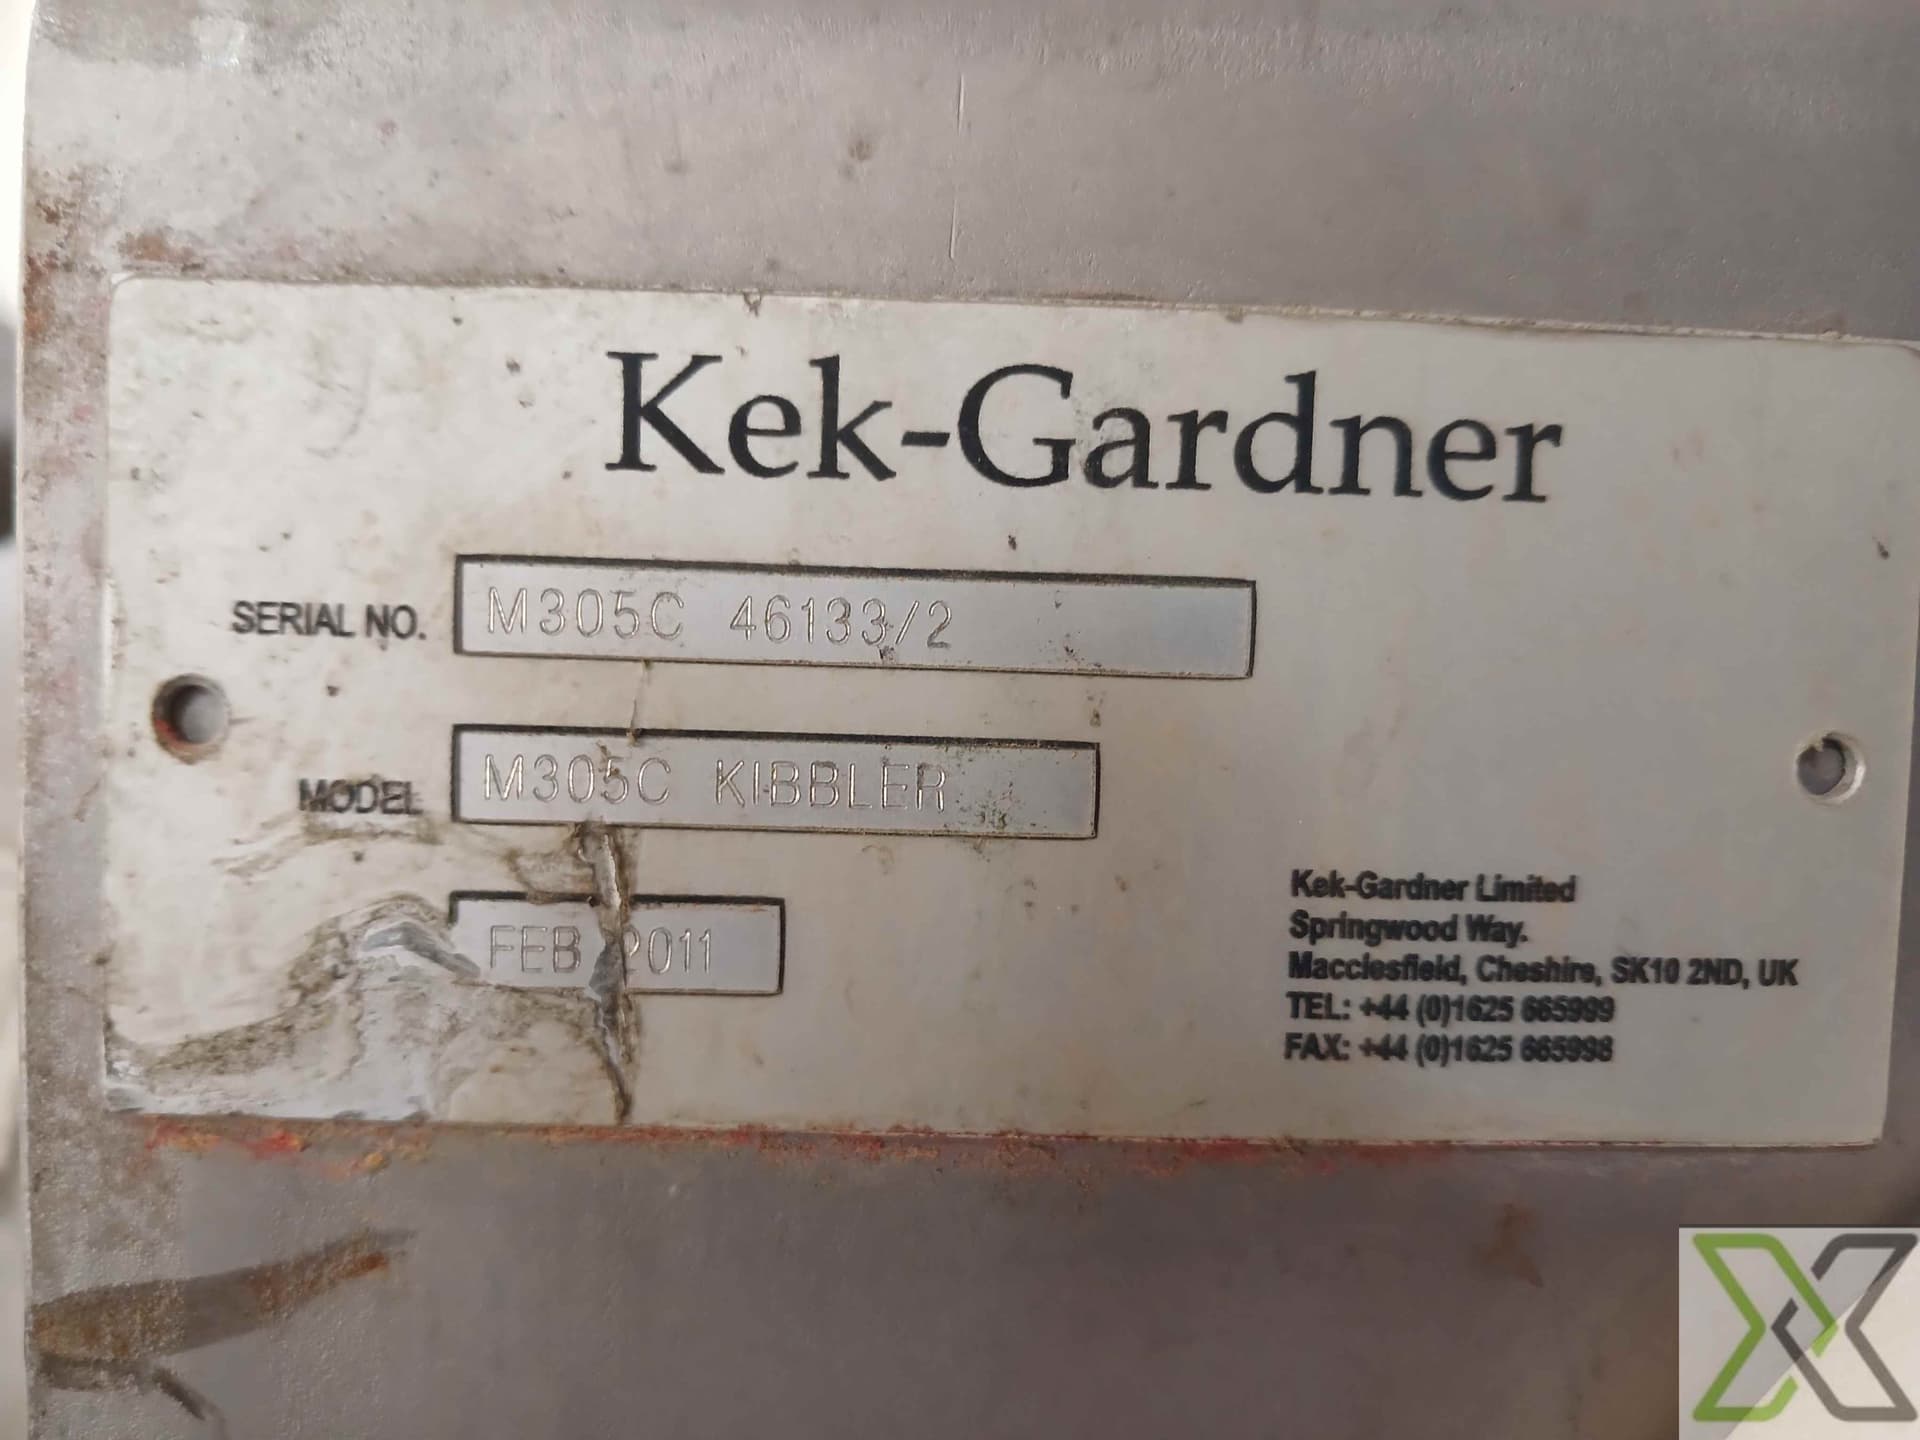 Kek-Gardner
SERIAL NO. M305C 46133/2
MODEL M305C KIBBLER
FEB 2011
Kek-Gardner Limited
Springwood Way.
Macclesfield, Cheshire, SK10 2ND, UK
TEL: +44 (0)1625 665999
FAX: +44 (0)1625 665998